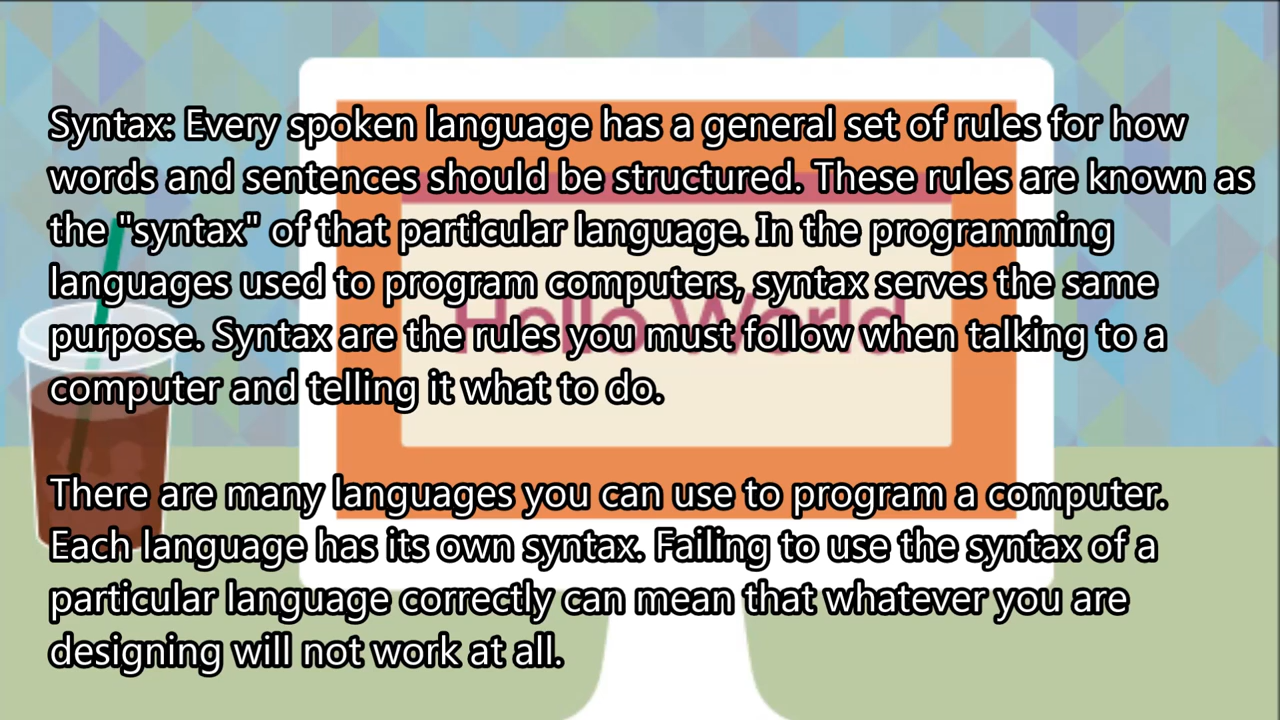 Syntax: Every spoken language has a general set of rules for how
words and sentences should be structured. These rules are known as
the "syntax" of that particular language. In the programming
languages used to program computers, syntax serves the same
purpose. Syntax are the rules you must follow when talking to a
computer and telling it what to do.
There are many languages you can use to program a computer.
Each language has its own syntax. Failing to use the syntax of a
particular language correctly can mean that whatever you are
designing will not work at all.
Hello World